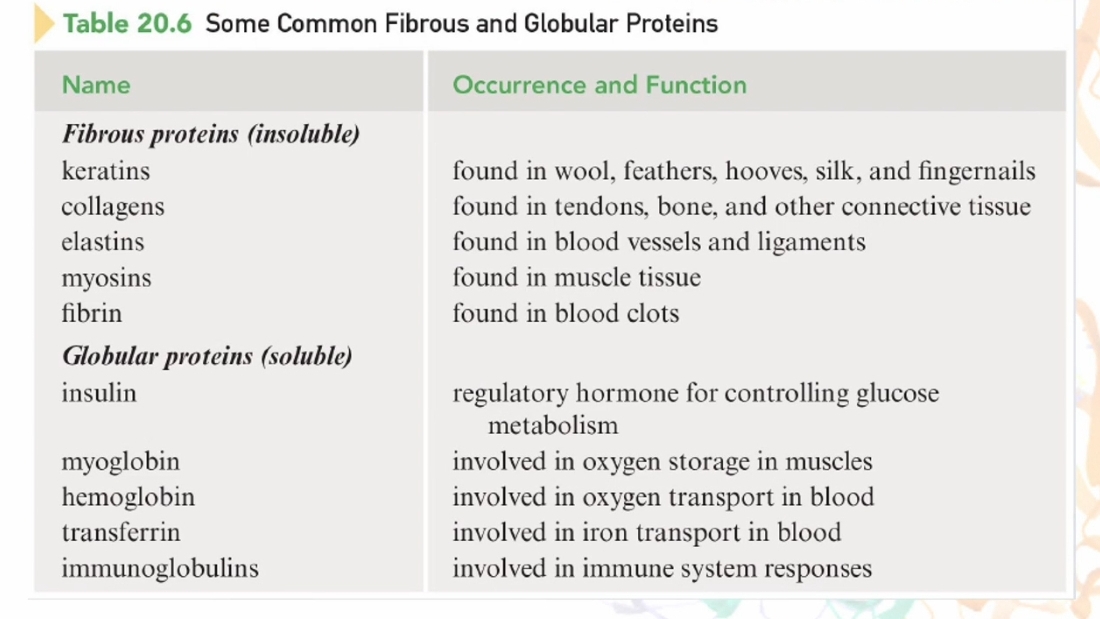 Table 20.6 Some Common Fibrous and Globular Proteins
Name Occurrence and Function
Fibrous proteins (insoluble)
keratins found in wool, feathers, hooves, silk, and fingernails
collagens found in tendons, bone, and other connective tissue
elastins found in blood vessels and ligaments
myosins found in muscle tissue
fibrin found in blood clots
Globular proteins (soluble)
insulin regulatory hormone for controlling glucose
metabolism
myoglobin involved in oxygen storage in muscles
hemoglobin involved in oxygen transport in blood
transferrin involved in iron transport in blood
immunoglobulins involved in immune system responses